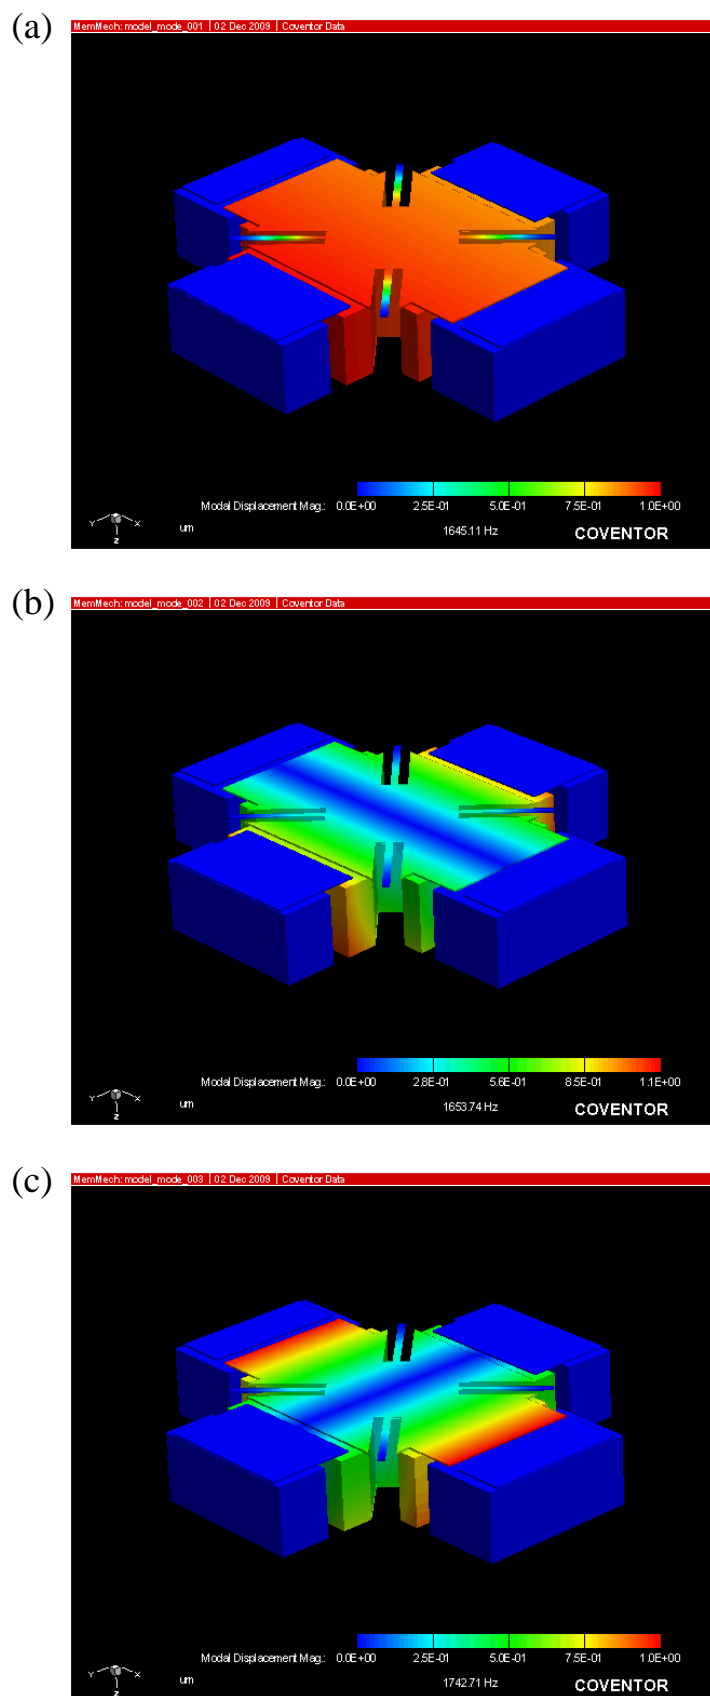 (a)
MemMech: model_mode_001 | 02 Dec 2009 | Coventor Data
Modal Displacement Mag.: 0.0E+00 2.5E-01 5.0E-01 7.5E-01 1.0E+00
Y X
Z
um
1645.11 Hz
COVENTOR
(b)
MemMech: model_mode_002 | 02 Dec 2009 | Coventor Data
Modal Displacement Mag.: 0.0E+00 2.8E-01 5.6E-01 8.5E-01 1.1E+00
Y X
Z
um
1653.74 Hz
COVENTOR
(c)
MemMech: model_mode_003 | 02 Dec 2009 | Coventor Data
Modal Displacement Mag.: 0.0E+00 2.5E-01 5.0E-01 7.5E-01 1.0E+00
Y X
Z
um
1742.71 Hz
COVENTOR